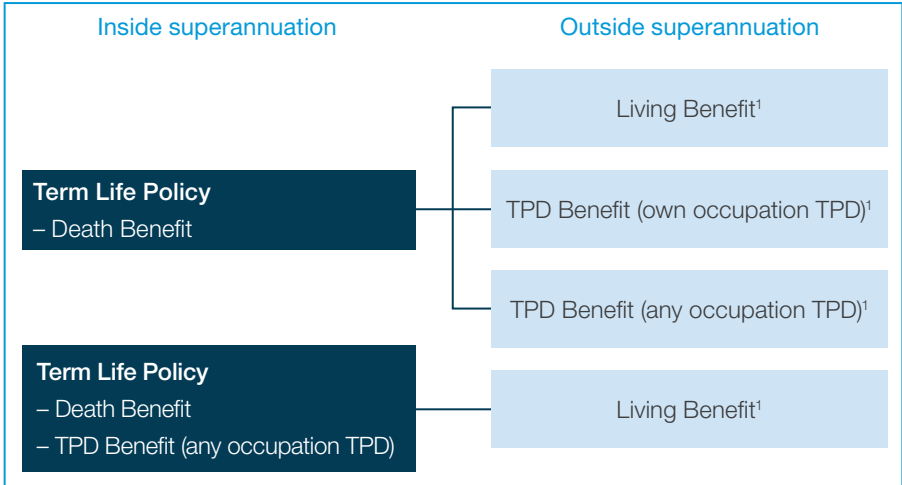 Inside superannuation
Outside superannuation
Living Benefit¹
Term Life Policy
– Death Benefit
TPD Benefit (own occupation TPD)¹
TPD Benefit (any occupation TPD)¹
Term Life Policy
– Death Benefit
– TPD Benefit (any occupation TPD)
Living Benefit¹